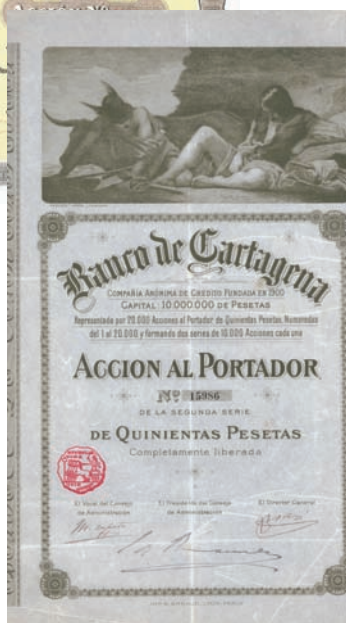 Banco de Cartagena
COMPAÑIA ANONIMA DE CREDITO FUNDADA EN 1900
CAPITAL: 10.000.000 DE PESETAS
Representado por 20.000 Acciones al Portador de Quinientas Pesetas, Numeradas
del 1 al 20.000 y formando dos series de 10.000 Acciones cada una
ACCION AL PORTADOR
Nº 15986
DE LA SEGUNDA SERIE
DE QUINIENTAS PESETAS
Completamente liberada
El Vocal del Consejo
de Administración
El Presidente del Consejo
de Administración
El Director General